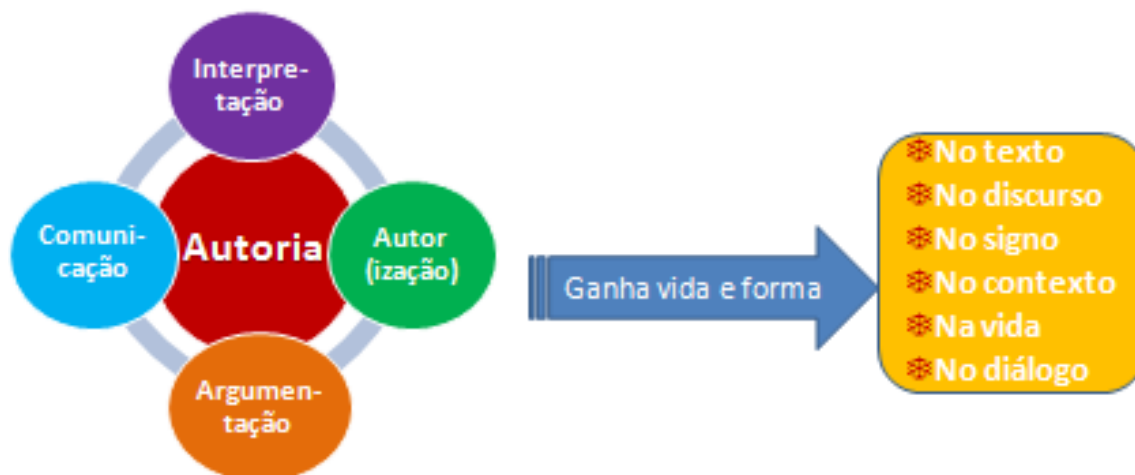 Interpre-
tação
Comuni-
cação
Autoria
Autor
(ização)
Argumen-
tação
Ganha vida e forma
No texto
No discurso
No signo
No contexto
Na vida
No diálogo